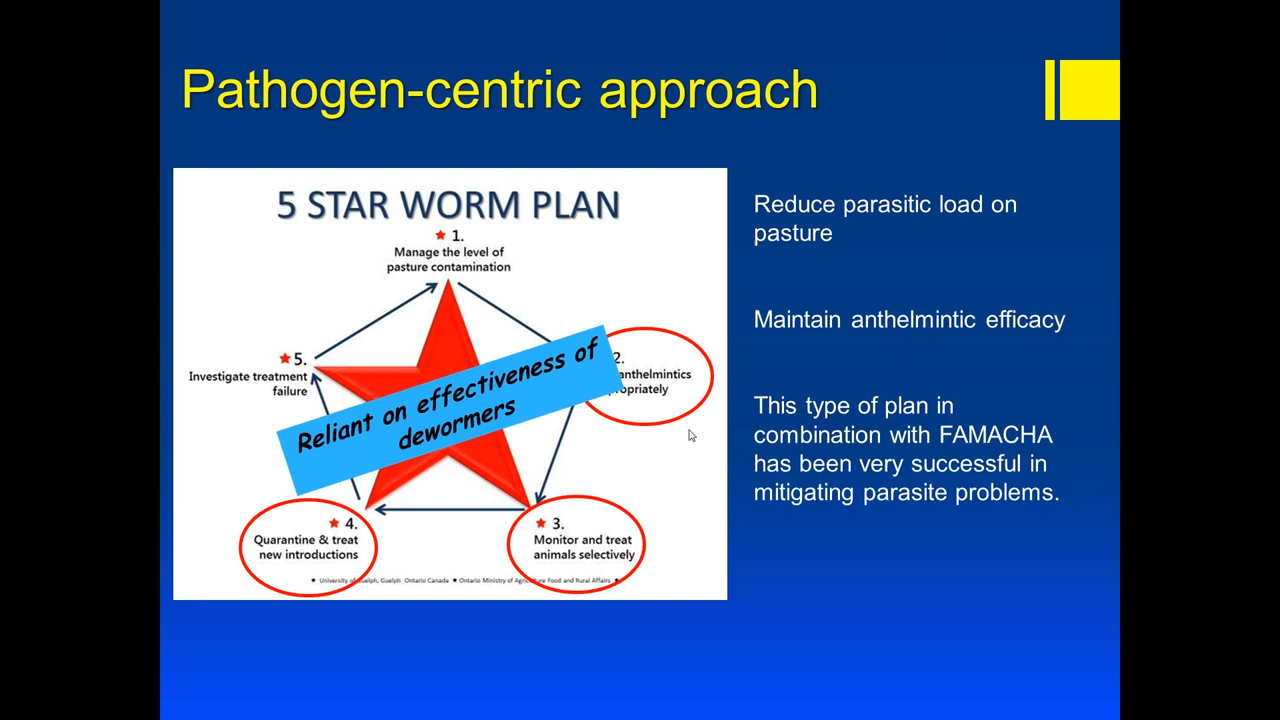 Pathogen-centric approach
5 STAR WORM PLAN
1.
Manage the level of
pasture contamination
2.
anthelmintics
ropriately
3.
Monitor and treat
animals selectively
4.
Quarantine & treat
new introductions
5.
Investigate treatment
failure
Reliant on effectiveness of
dewormers
University of Guelph, Guelph Ontario Canada ★ Ontario Ministry of Agriculture Food and Rural Affairs
Reduce parasitic load on
pasture
Maintain anthelmintic efficacy
This type of plan in
combination with FAMACHA
has been very successful in
mitigating parasite problems.